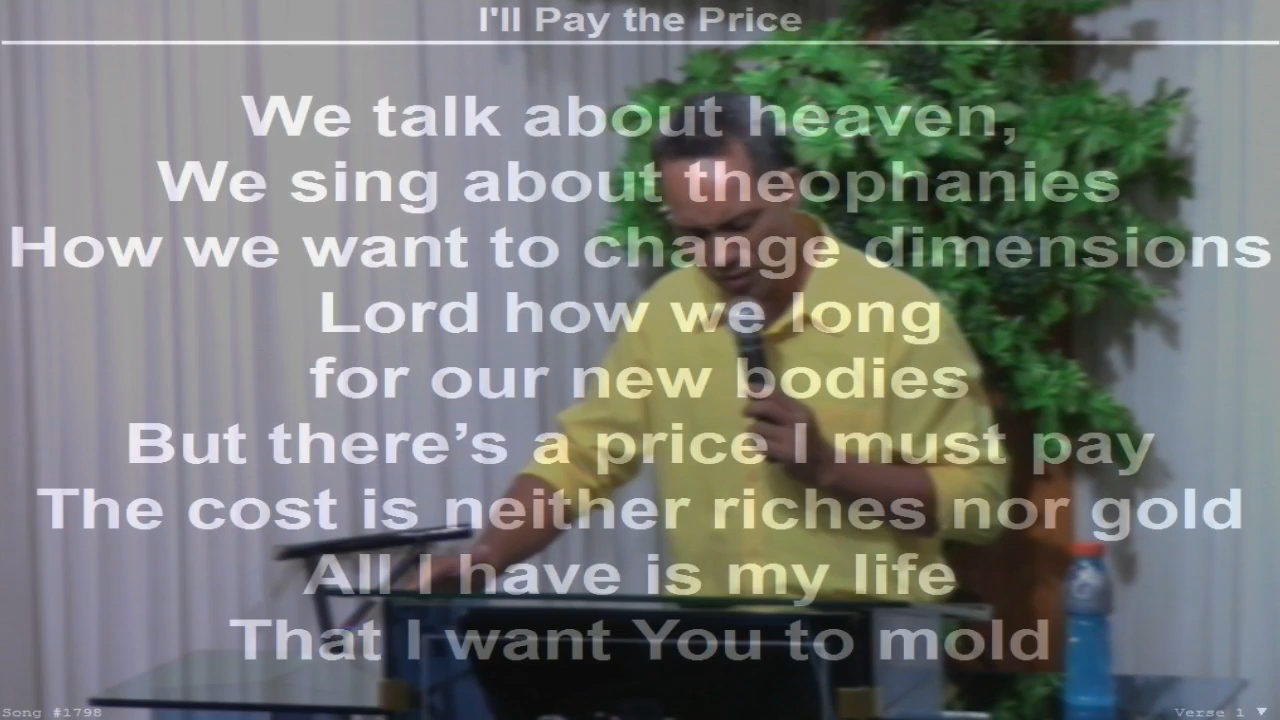 I'll Pay the Price
We talk about heaven,
We sing about theophanies
How we want to change dimensions
Lord how we long
for our new bodies
But there’s a price I must pay
The cost is neither riches nor gold
All I have is my life
That I want You to mold
Song #1798
Verse 1 ▼